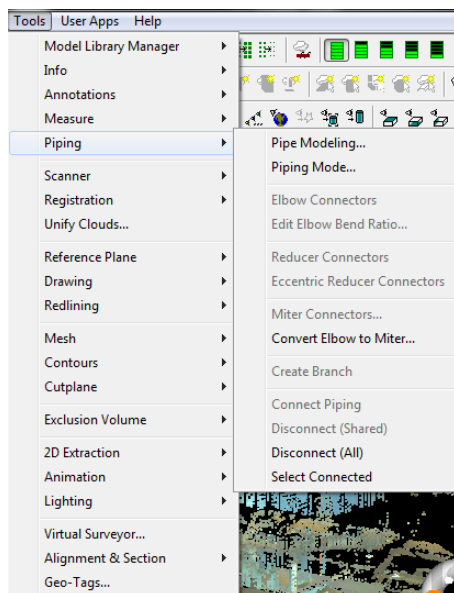 Tools User Apps Help
Model Library Manager
Info
Annotations
Measure
Piping
Scanner
Registration
Unify Clouds...
Reference Plane
Drawing
Redlining
Mesh
Contours
Cutplane
Exclusion Volume
2D Extraction
Animation
Lighting
Virtual Surveyor...
Alignment & Section
Geo-Tags...
Pipe Modeling...
Piping Mode...
Elbow Connectors
Edit Elbow Bend Ratio...
Reducer Connectors
Eccentric Reducer Connectors
Miter Connectors...
Convert Elbow to Miter...
Create Branch
Connect Piping
Disconnect (Shared)
Disconnect (All)
Select Connected